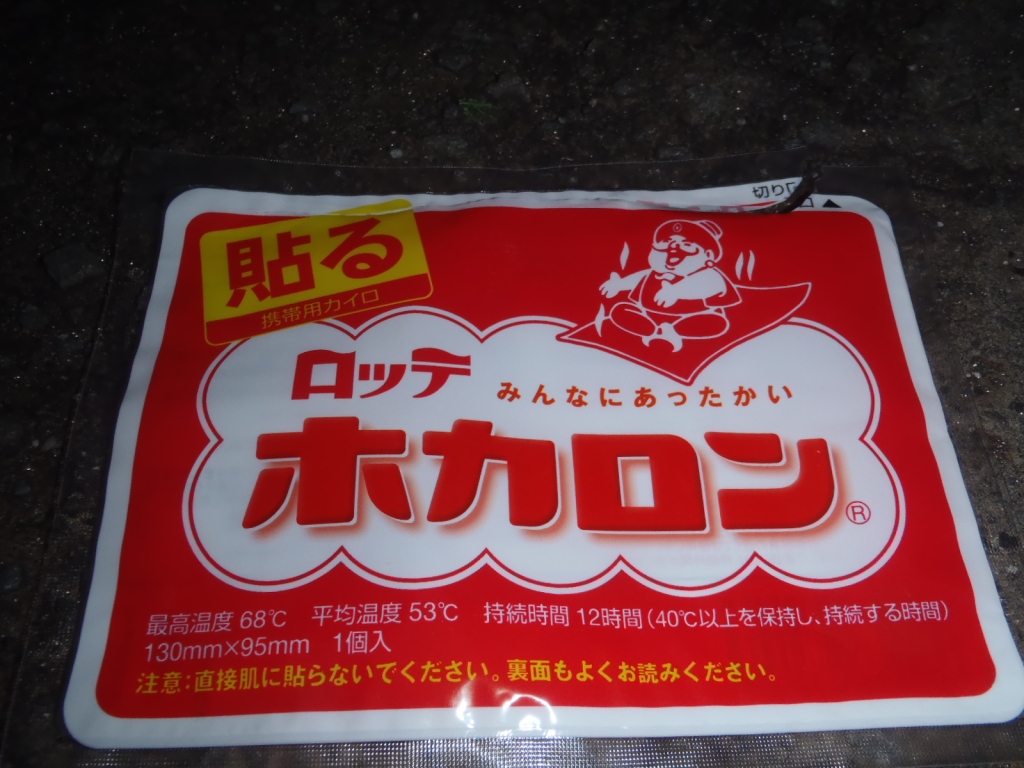 切り口
貼る
携帯用カイロ
ロッテ
みんなにあったかい
ホカロン®
最高温度 68℃ 平均温度 53℃ 持続時間 12時間(40℃以上を保持し、持続する時間)
130mm×95mm 1個入
注意:直接肌に貼らないでください。裏面もよくお読みください。